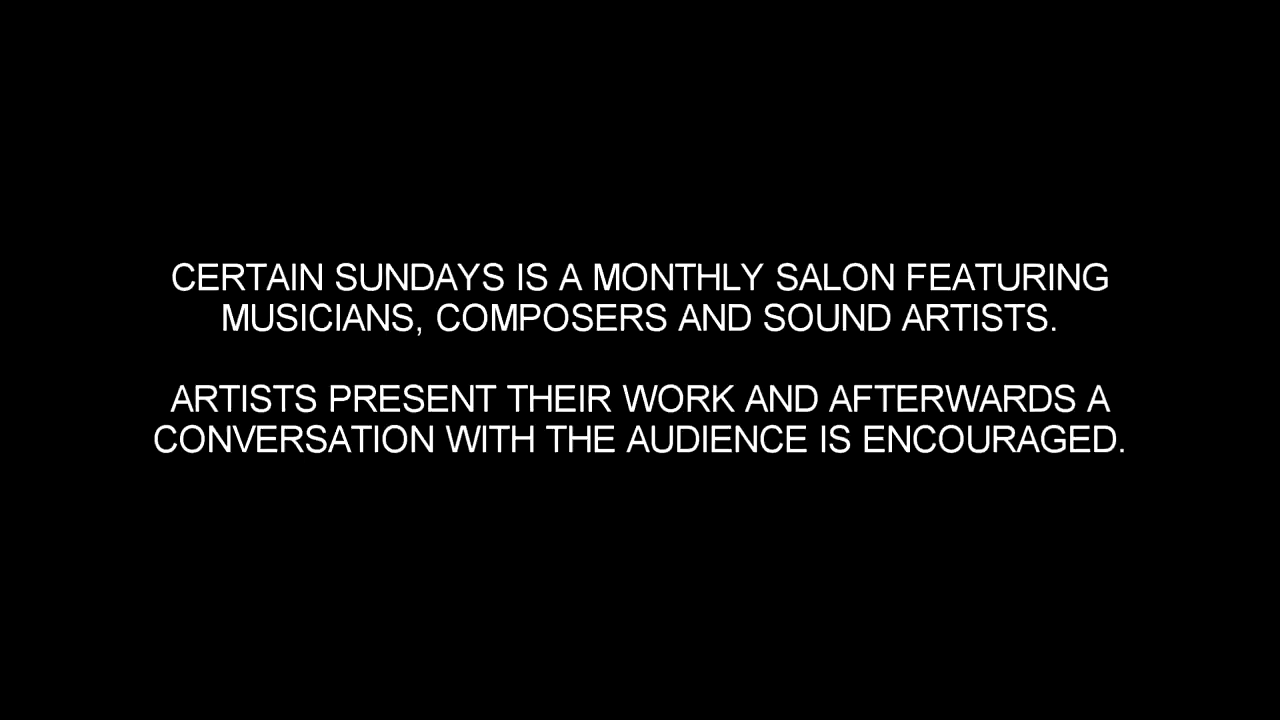 CERTAIN SUNDAYS IS A MONTHLY SALON FEATURING
MUSICIANS, COMPOSERS AND SOUND ARTISTS.
ARTISTS PRESENT THEIR WORK AND AFTERWARDS A
CONVERSATION WITH THE AUDIENCE IS ENCOURAGED.